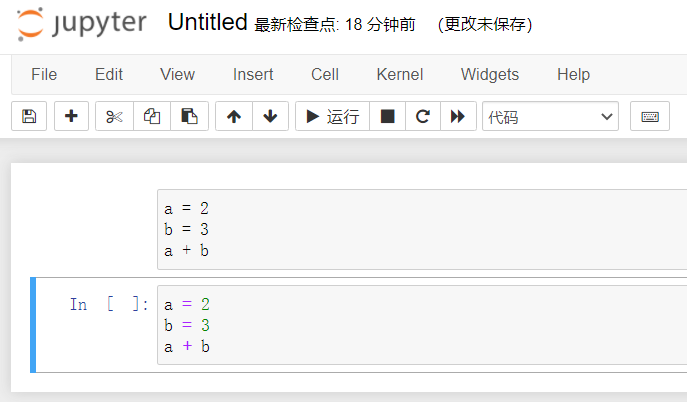 jupyter Untitled 最新检查点: 18 分钟前 (更改未保存)
File Edit View Insert Cell Kernel Widgets Help
运行 代码
a = 2
b = 3
a + b
In [ ]: a = 2
b = 3
a + b